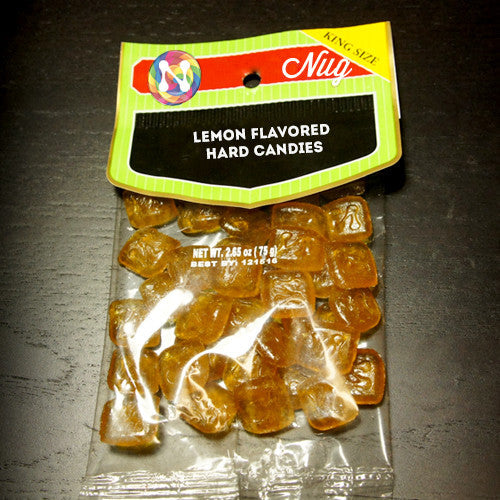 N
Nug
KING SIZE
LEMON FLAVORED
HARD CANDIES
NET WT. 2.65 oz (75 g)
BEST BY: 121516